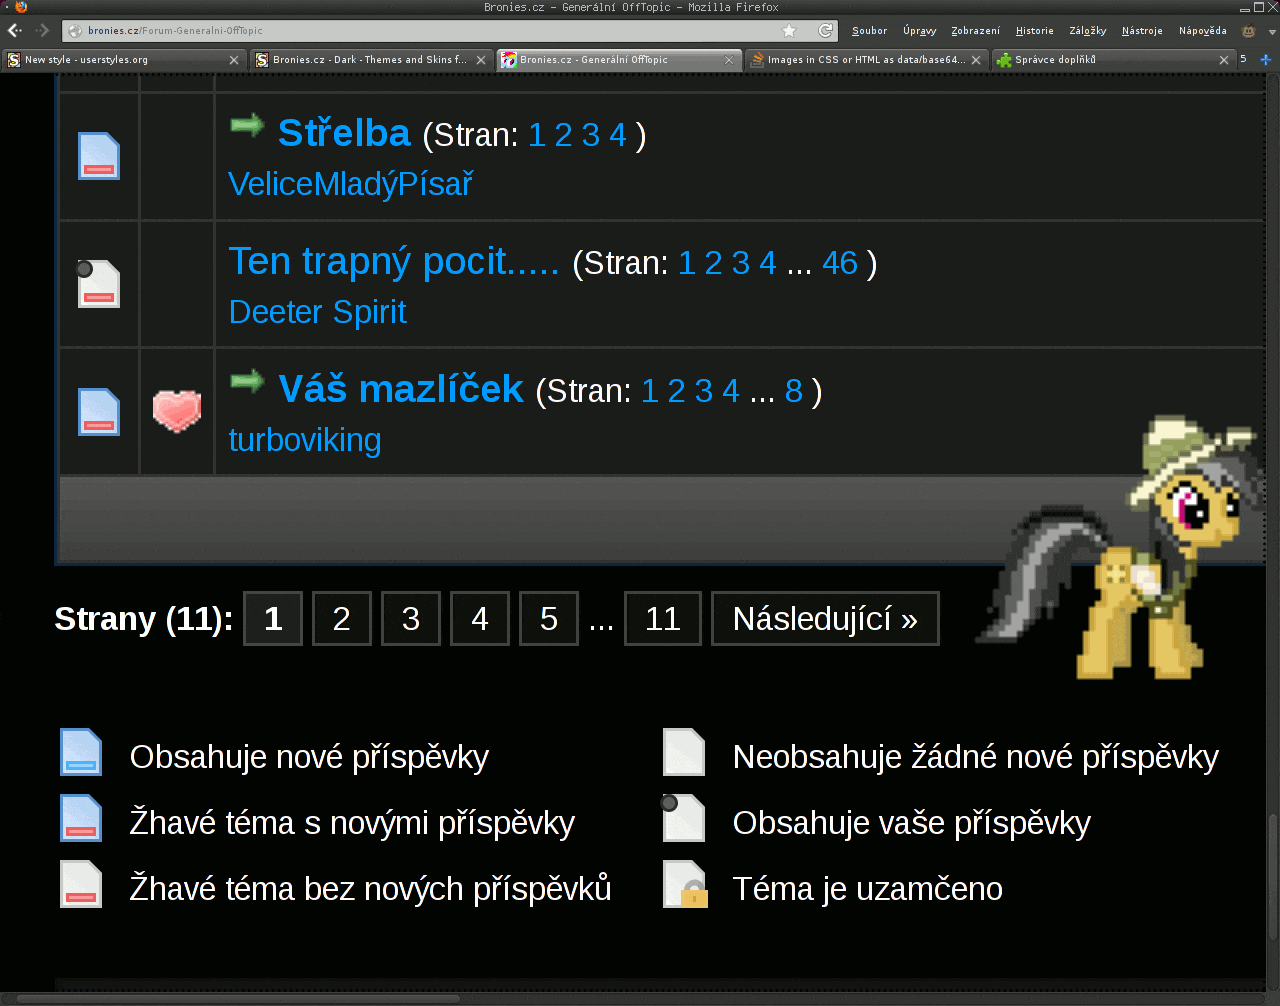 Bronies.cz - Generální OffTopic - Mozilla Firefox
bronies.cz/Forum-Generalni-OffTopic
Soubor Úpravy Zobrazení Historie Záložky Nástroje Nápověda
New style - userstyles.org
Bronies.cz - Dark - Themes and Skins f...
Bronies.cz - Generální OffTopic
Images in CSS or HTML as data/base64...
Správce doplňků
5
Střelba (Stran: 1 2 3 4 )
VeliceMladýPísař
Ten trapný pocit..... (Stran: 1 2 3 4 ... 46 )
Deeter Spirit
Váš mazlíček (Stran: 1 2 3 4 ... 8 )
turboviking
Strany (11): 1 2 3 4 5 ... 11 Následující »
Obsahuje nové příspěvky
Žhavé téma s novými příspěvky
Žhavé téma bez nových příspěvků
Neobsahuje žádné nové příspěvky
Obsahuje vaše příspěvky
Téma je uzamčeno